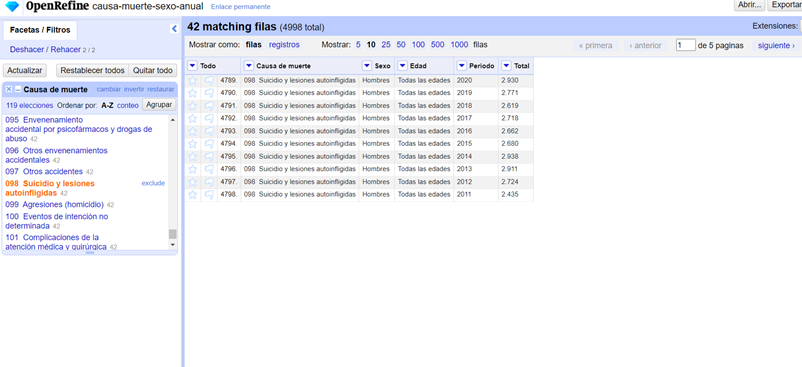 OpenRefine causa-muerte-sexo-anual Enlace permanente Abrir... Exportar
Facetas / Filtros
Deshacer / Rehacer 2 / 2
Actualizar Restablecer todos Quitar todo
Causa de muerte cambiar inverte restaurar
119 elecciones Ordenar por: A-Z conteo Agrupar
095 Envenenamiento
accidental por psicofármacos y drogas de
abuso 42
096 Otros envenenamientos
accidentales 42
097 Otros accidentes 42
098 Suicidio y lesiones exclude
autoinfligidas 42
099 Agresiones (homicidio) 42
100 Eventos de intención no
determinada 42
101 Complicaciones de la
atención médica y quirúrgica 42
42 matching filas (4998 total) Extensiones:
Mostrar como: filas registros Mostrar: 5 10 25 50 100 500 1000 filas « primera ‹ anterior 1 de 5 paginas siguiente ›
Todo Causa de muerte Sexo Edad Periodo Total
4789. 098 Suicidio y lesiones autoinfligidas Hombres Todas las edades 2020 2.930
4790. 098 Suicidio y lesiones autoinfligidas Hombres Todas las edades 2019 2.771
4791. 098 Suicidio y lesiones autoinfligidas Hombres Todas las edades 2018 2.619
4792. 098 Suicidio y lesiones autoinfligidas Hombres Todas las edades 2017 2.718
4793. 098 Suicidio y lesiones autoinfligidas Hombres Todas las edades 2016 2.662
4794. 098 Suicidio y lesiones autoinfligidas Hombres Todas las edades 2015 2.680
4795. 098 Suicidio y lesiones autoinfligidas Hombres Todas las edades 2014 2.938
4796. 098 Suicidio y lesiones autoinfligidas Hombres Todas las edades 2013 2.911
4797. 098 Suicidio y lesiones autoinfligidas Hombres Todas las edades 2012 2.724
4798. 098 Suicidio y lesiones autoinfligidas Hombres Todas las edades 2011 2.435